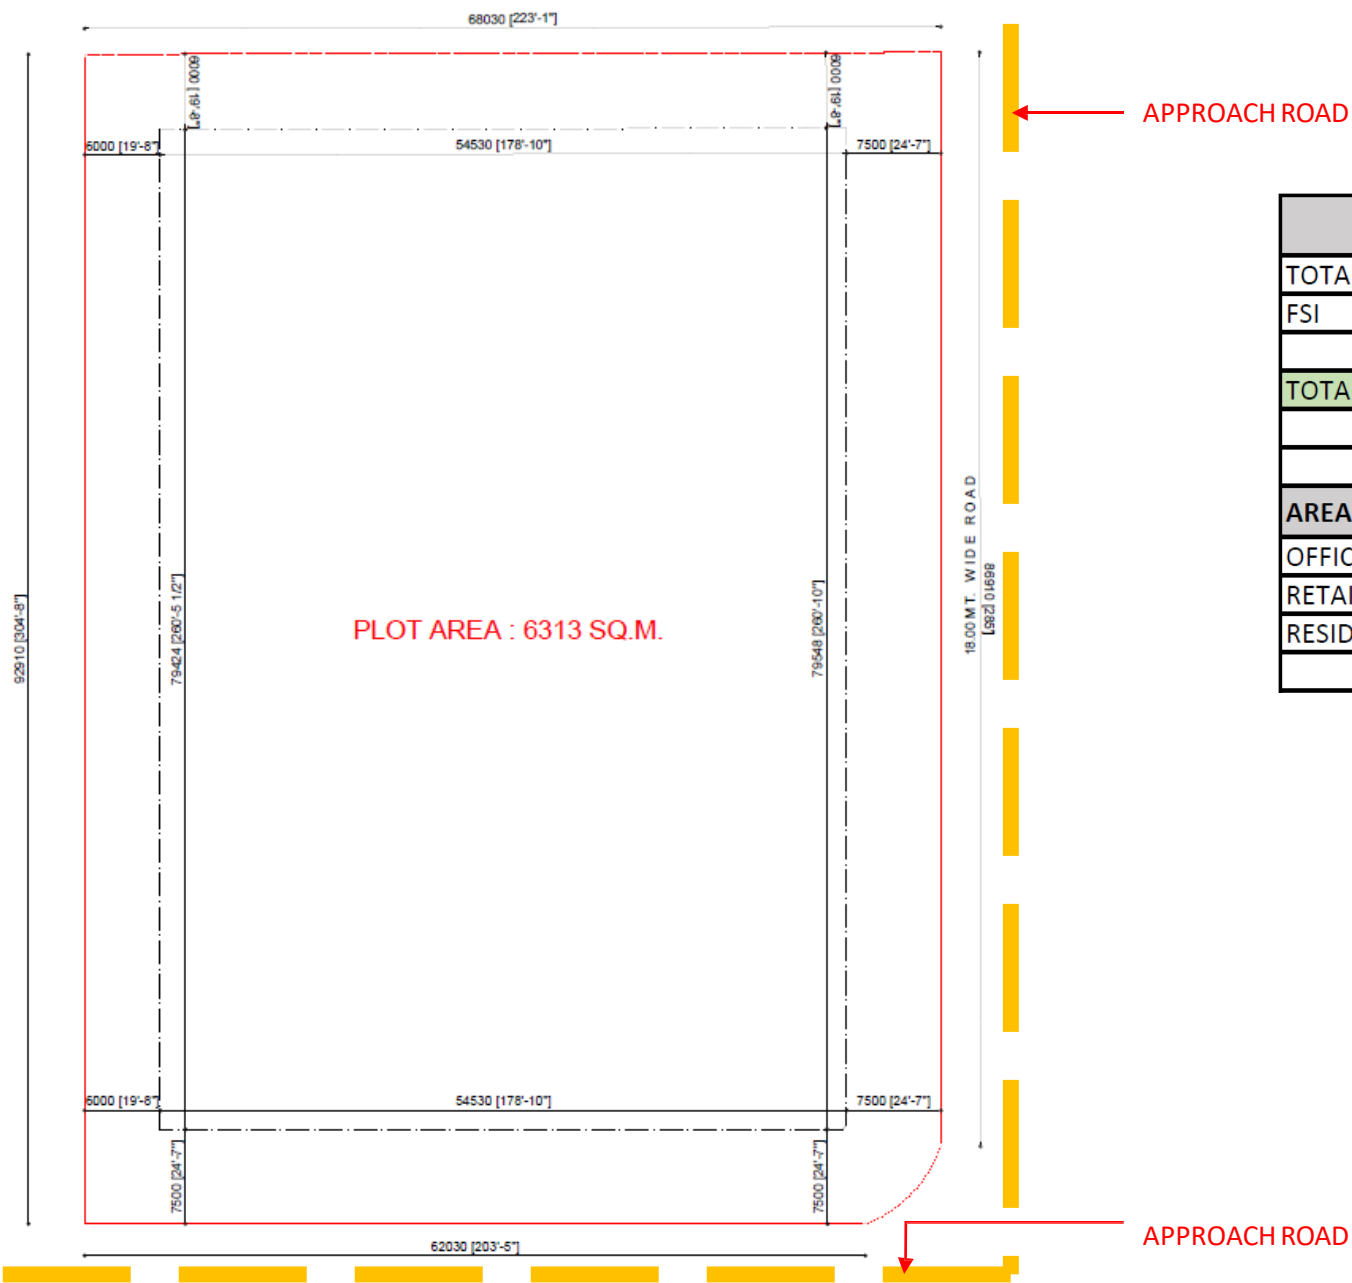 68030 [223'-1"]
6000 [19'-8"]
6000 [19'-8"]
APPROACH ROAD
6000 [19'-8"]
54530 [178'-10"]
7500 [24'-7"]
TOTA
FSI
TOTA
AREA
OFFIC
RETAI
RESID
18.00 MT. WIDE ROAD
86910 [285']
92910 [304'-8"]
79424 [260'-5 1/2"]
PLOT AREA : 6313 SQ.M.
79548 [260'-10"]
6000 [19'-8"]
54530 [178'-10"]
7500 [24'-7"]
7500 [24'-7"]
7500 [24'-7"]
62030 [203'-5"]
APPROACH ROAD